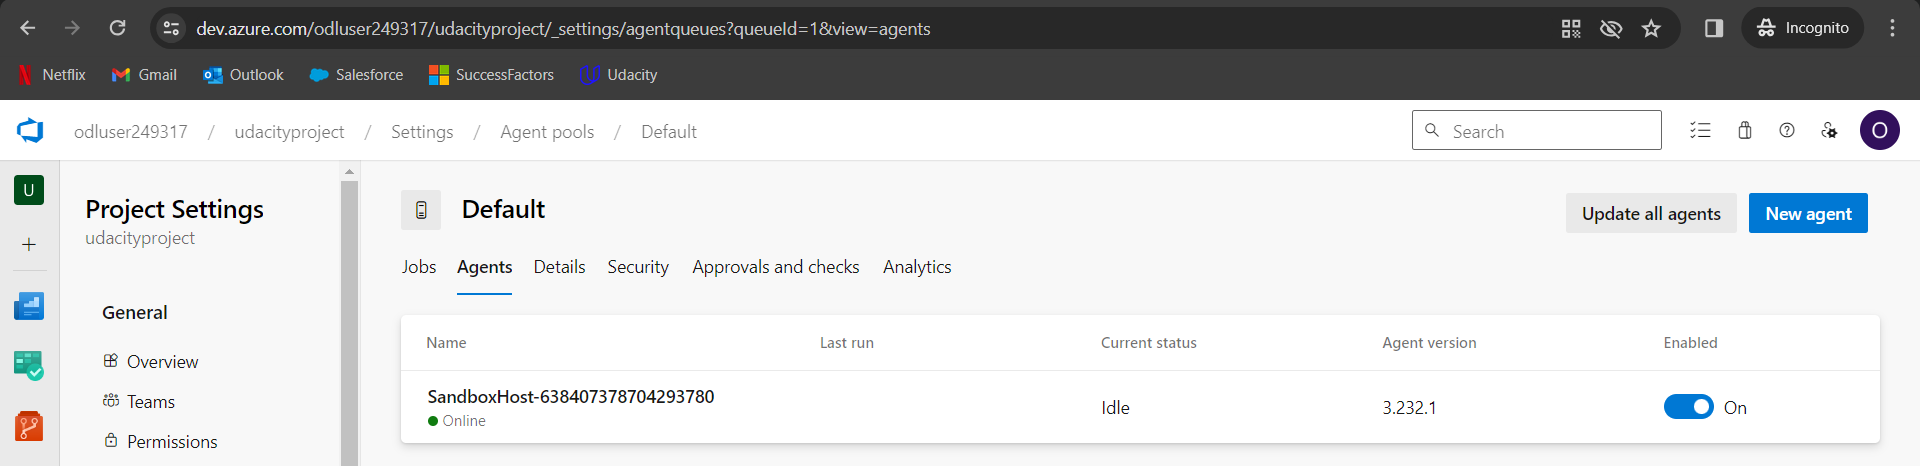 dev.azure.com/odluser249317/udacityproject/_settings/agentqueues?queueId=1&view=agents
Incognito
Netflix Gmail Outlook Salesforce SuccessFactors Udacity
odluser249317 / udacityproject / Settings / Agent pools / Default
Search
O
U
Project Settings
udacityproject
General
Overview
Teams
Permissions
Default
Update all agents
New agent
Jobs Agents Details Security Approvals and checks Analytics
Name Last run Current status Agent version Enabled
SandboxHost-638407378704293780 Idle 3.232.1 On
Online